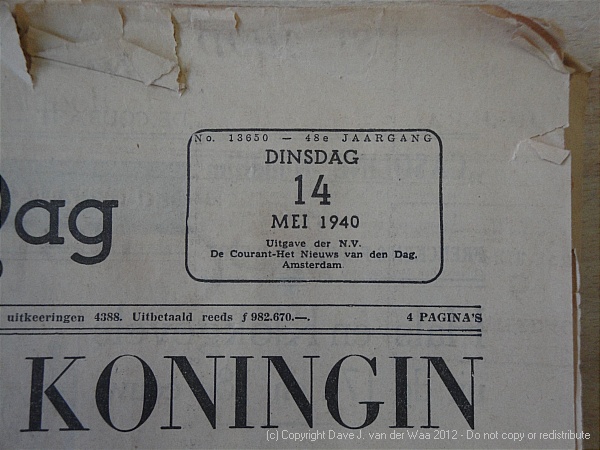 No. 13650 — 48e JAARGANG
DINSDAG
14
MEI 1940
Uitgave der N.V.
De Courant-Het Nieuws van den Dag,
Amsterdam.
Dag
uitkeeringen 4388. Uitbetaald reeds ƒ 982.670.—. 4 PAGINA'S
KONINGIN
(c) Copyright Dave J. van der Waa 2012 - Do not copy or redistribute